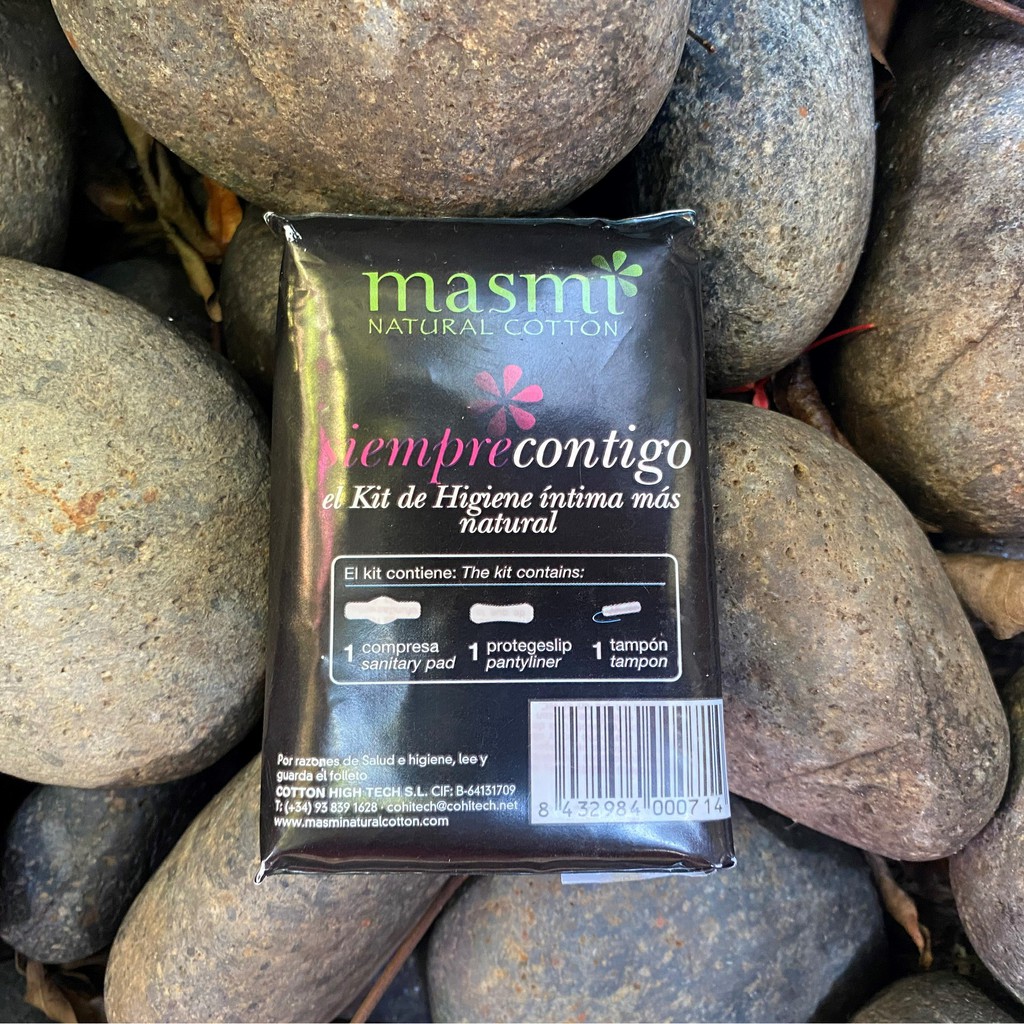 masmi
NATURAL COTTON
siemprecontigo
el Kit de Higiene íntima más
natural
El kit contiene: The kit contains:
1 compresa sanitary pad
1 protegeslip pantyliner
1 tampón tampon
Por razones de Salud e higiene, lee y
guarda el folleto
COTTON HIGH TECH S.L. CIF: B-64131709
T: (+34) 93 839 1628 · cohitech@cohitech.net
www.masminaturalcotton.com
8 432984 000714